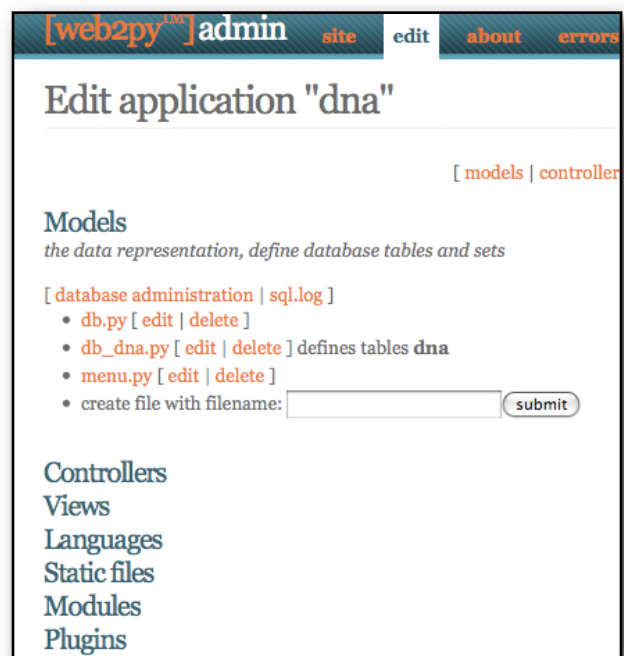 [web2py™]admin site edit about errors
Edit application "dna"
[ models | controller
Models
the data representation, define database tables and sets
[ database administration | sql.log ]
• db.py [ edit | delete ]
• db_dna.py [ edit | delete ] defines tables dna
• menu.py [ edit | delete ]
• create file with filename: submit
Controllers
Views
Languages
Static files
Modules
Plugins